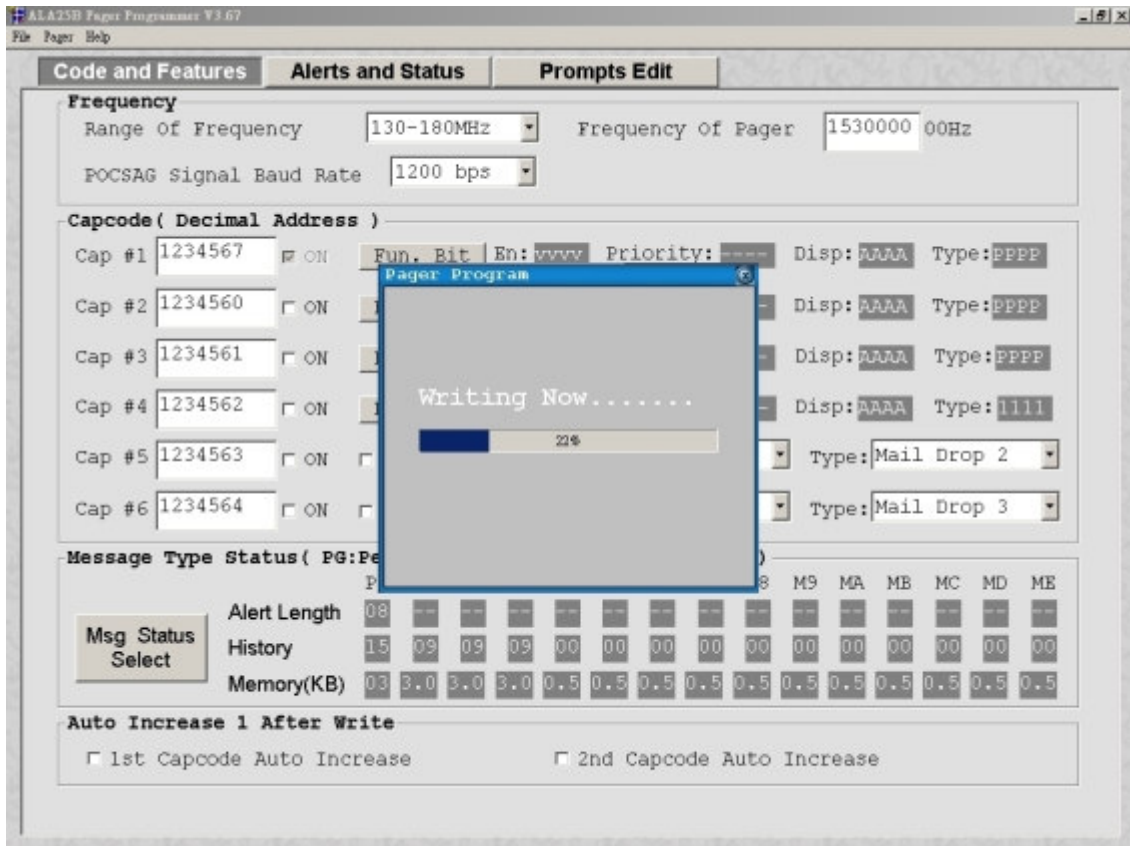 ALA25B Pager Programmer V3.67
File Pager Help
Code and Features Alerts and Status Prompts Edit
Frequency
Range Of Frequency 130-180MHz Frequency Of Pager 1530000 00Hz
POCSAG Signal Baud Rate 1200 bps
Capcode( Decimal Address )
Cap #1 1234567 ON Fun. Bit En: vvvv Priority: ---- Disp: AAAA Type: PPPP
Pager Program
Cap #2 1234560 ON Disp: AAAA Type: PPPP
Cap #3 1234561 ON Disp: AAAA Type: PPPP
Writing Now.......
Cap #4 1234562 ON Disp: AAAA Type: 1111
22%
Cap #5 1234563 ON Type: Mail Drop 2
Cap #6 1234564 ON Type: Mail Drop 3
Message Type Status( PG:Pe )
P 8 M9 MA MB MC MD ME
Alert Length 08 -- -- -- -- -- -- -- -- -- -- -- -- -- --
Msg Status Select
History 15 09 09 09 00 00 00 00 00 00 00 00 00 00 00
Memory(KB) 03 3.0 3.0 3.0 0.5 0.5 0.5 0.5 0.5 0.5 0.5 0.5 0.5 0.5 0.5
Auto Increase 1 After Write
1st Capcode Auto Increase 2nd Capcode Auto Increase